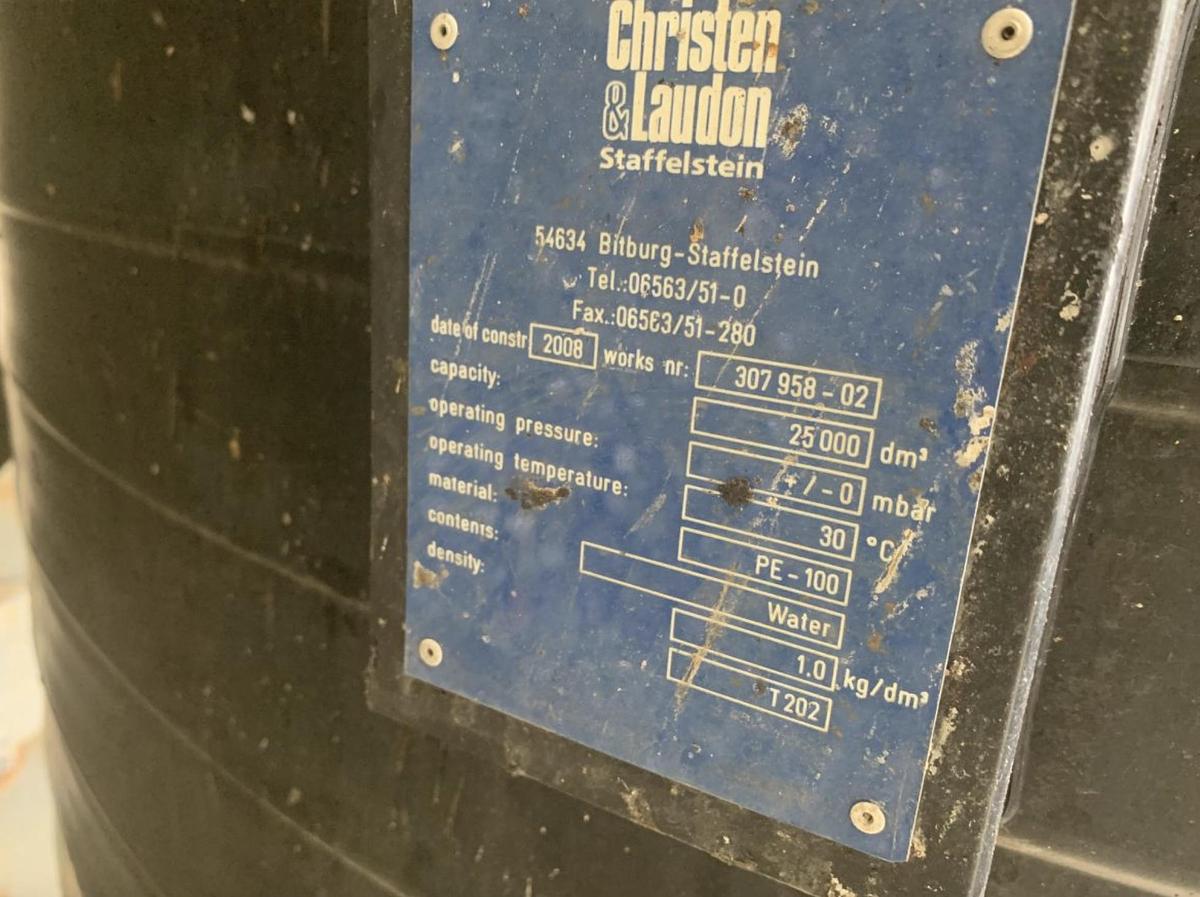 Christen
& Laudon
Staffelstein
54634 Bitburg-Staffelstein
Tel.:06563/51-0
Fax.:06563/51-280
date of constr 2008 works nr: 307 958 - 02
capacity: 25 000 dm³
operating pressure: +/-0 mbar
operating temperature: 30 °C
material: PE - 100
contents: Water
density: 1.0 kg/dm³
T 202